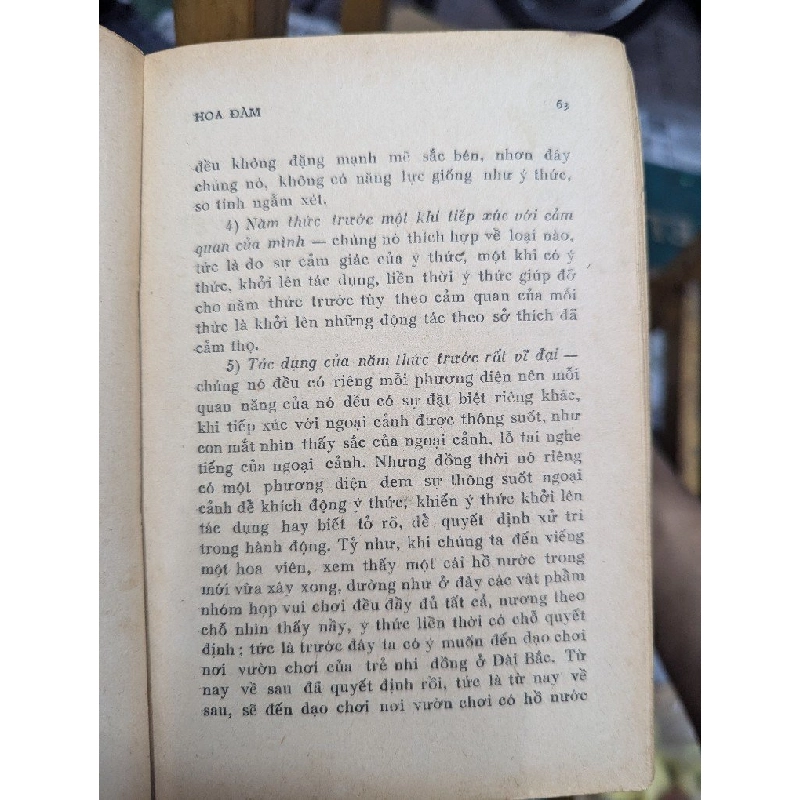 HOA ĐÀM
63
đều không đặng mạnh mẽ sắc bén, nhơn đây
chúng nó, không có năng lực giống như ý thức,
so tính ngẫm xét.
4) Năm thức trước một khi tiếp xúc với cảm
quan của mình — chúng nó thích hợp về loại nào,
tức là do sự cảm giác của ý thức, một khi có ý
thức, khởi lên tác dụng, liền thời ý thức giúp đỡ
cho năm thức trước tùy theo cảm quan của mỗi
thức là khởi lên những động tác theo sở thích đã
cảm thọ.
5) Tác dụng của năm thức trước rất vĩ đại —
chúng nó đều có riêng mỗi phương diện nên mỗi
quan năng của nó đều có sự đặt biệt riêng khác,
khi tiếp xúc với ngoại cảnh được thông suốt, như
con mắt nhìn thấy sắc của ngoại cảnh, lỗ tai nghe
tiếng của ngoại cảnh. Nhưng đồng thời nó riêng
có một phương diện đem sự thông suốt ngoại
cảnh để khích động ý thức, khiến ý thức khởi lên
tác dụng hay biết tỏ rõ, để quyết định xử trí
trong hành động. Tỷ như, khi chúng ta đến viếng
một hoa viên, xem thấy một cái hồ nước trong
mới vừa xây xong, dường như ở đây các vật phẩm
nhóm họp vui chơi đều đầy đủ tất cả, nương theo
chỗ nhìn thấy nầy, ý thức liền thời có chỗ quyết
định ; tức là trước đây ta có ý muốn đến dạo chơi
nơi vườn chơi của trẻ nhi đồng ở Đài Bắc. Từ
nay về sau đã quyết định rồi, tức là từ nay về
sau, sẽ đến dạo chơi nơi vườn chơi có hồ nước